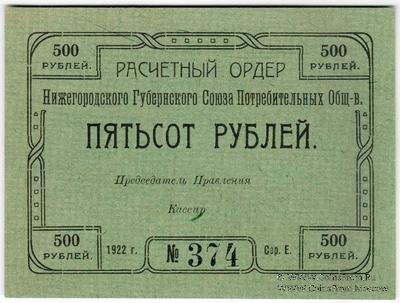 500 РУБЛЕЙ.
500 РУБЛЕЙ.
РАСЧЕТНЫЙ ОРДЕР
Нижегородского Губернского Союза Потребительных Общ-в.
ПЯТЬСОТ РУБЛЕЙ.
Председатель Правления
Кассир
500 РУБЛЕЙ.
1922 г.
№ 374
Сер. Е.
500 РУБЛЕЙ.